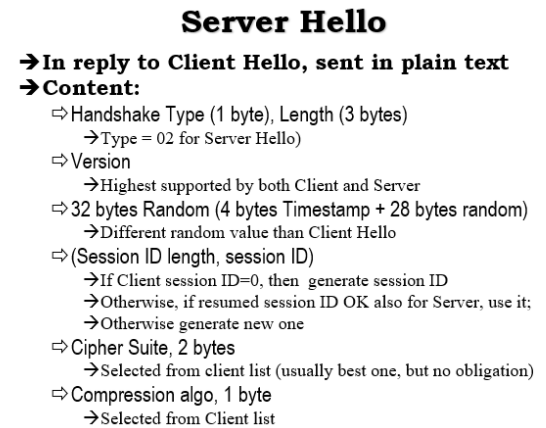 Server Hello
➔In reply to Client Hello, sent in plain text
➔Content:
⇨Handshake Type (1 byte), Length (3 bytes)
→Type = 02 for Server Hello)
⇨Version
→Highest supported by both Client and Server
⇨32 bytes Random (4 bytes Timestamp + 28 bytes random)
→Different random value than Client Hello
⇨(Session ID length, session ID)
→If Client session ID=0, then generate session ID
→Otherwise, if resumed session ID OK also for Server, use it;
→Otherwise generate new one
⇨Cipher Suite, 2 bytes
→Selected from client list (usually best one, but no obligation)
⇨Compression algo, 1 byte
→Selected from Client list